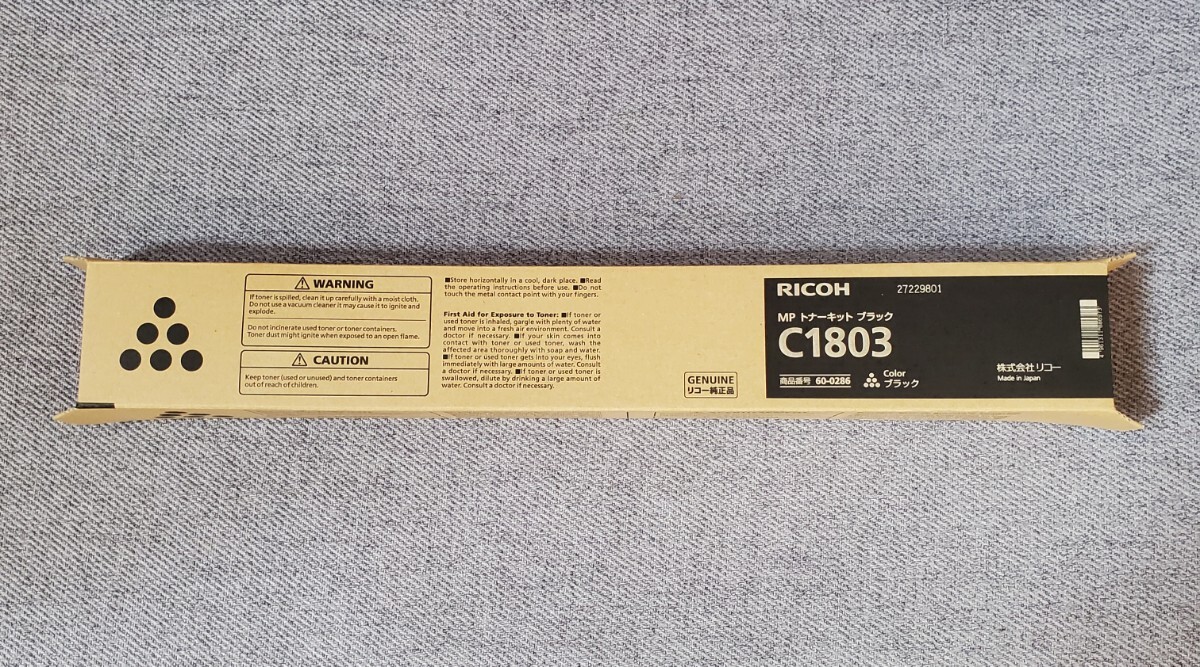 WARNING
If toner is spilled, clean it up carefully with a moist cloth.
Do not use a vacuum cleaner it may cause it to ignite and
explode.
Do not incinerate used toner or toner containers.
Toner dust might ignite when exposed to an open flame.
CAUTION
Keep toner (used or unused) and toner containers
out of reach of children.
■Store horizontally in a cool, dark place. ■Read
the operating instructions before use. ■Do not
touch the metal contact point with your fingers.
First Aid for Exposure to Toner: ■If toner or
used toner is inhaled, gargle with plenty of water
and move into a fresh air environment. Consult a
doctor if necessary. ■If your skin comes into
contact with toner or used toner, wash the
affected area thoroughly with soap and water.
■If toner or used toner gets into your eyes, flush
immediately with large amounts of water. Consult
a doctor if necessary. ■If toner or used toner is
swallowed, dilute by drinking a large amount of
water. Consult a doctor if necessary.
GENUINE
リコー純正品
RICOH 27229801
MP トナーキット ブラック
C1803
商品番号 60-0286
Color
ブラック
株式会社リコー
Made in Japan